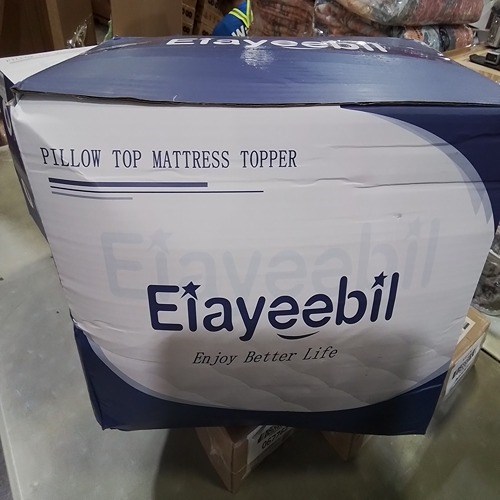 Eiayeebil
PILLOW TOP MATTRESS TOPPER
Eiayeebil
Eiayeebil
Enjoy Better Life